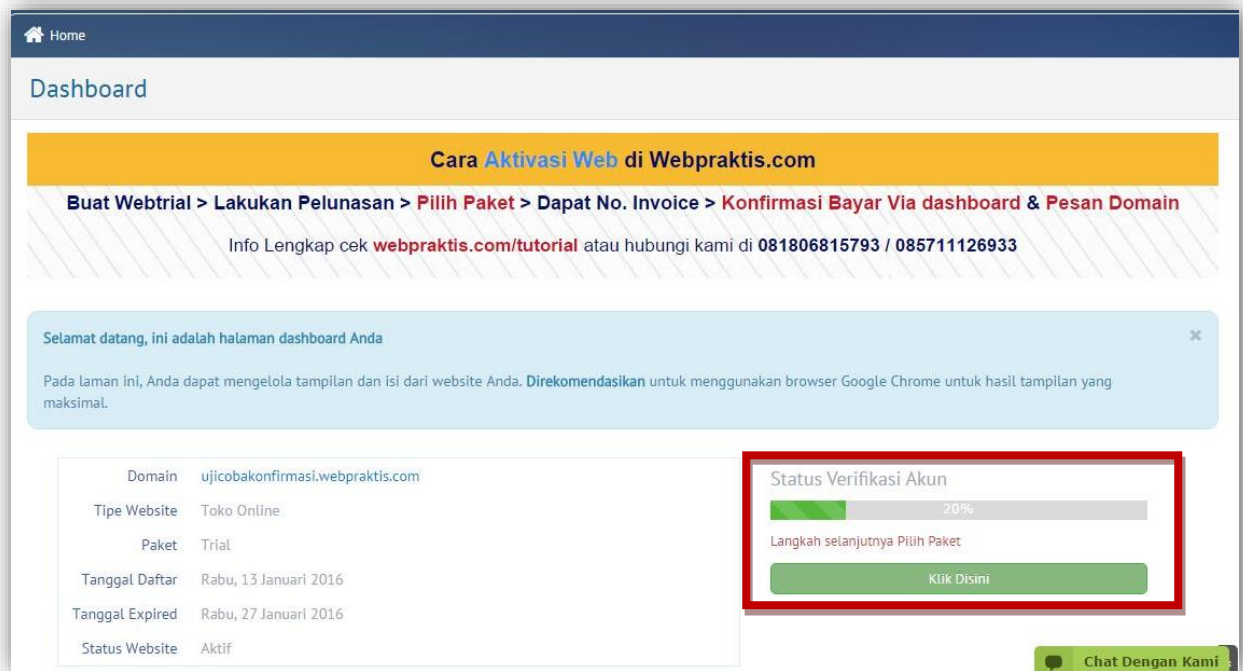 Home
Dashboard
Cara Aktivasi Web di Webpraktis.com
Buat Webtrial > Lakukan Pelunasan > Pilih Paket > Dapat No. Invoice > Konfirmasi Bayar Via dashboard & Pesan Domain
Info Lengkap cek webpraktis.com/tutorial atau hubungi kami di 081806815793 / 085711126933
Selamat datang, ini adalah halaman dashboard Anda
×
Pada laman ini, Anda dapat mengelola tampilan dan isi dari website Anda. Direkomendasikan untuk menggunakan browser Google Chrome untuk hasil tampilan yang
maksimal.
Domain ujicobakonfirmasi.webpraktis.com
Tipe Website Toko Online
Paket Trial
Tanggal Daftar Rabu, 13 Januari 2016
Tanggal Expired Rabu, 27 Januari 2016
Status Website Aktif
Status Verifikasi Akun
20%
Langkah selanjutnya Pilih Paket
Klik Disini
Chat Dengan Kami